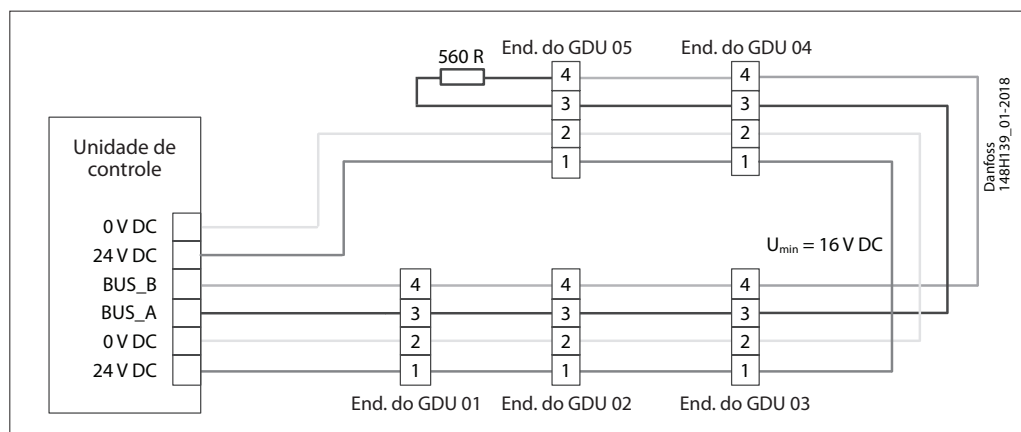 560 R
End. do GDU 05
End. do GDU 04
4
4
3
3
2
2
1
1
Danfoss
148H139_01-2018
Unidade de
controle
0 V DC
24 V DC
BUS_B
BUS_A
0 V DC
24 V DC
Umin = 16 V DC
4
4
4
3
3
3
2
2
2
1
1
1
End. do GDU 01
End. do GDU 02
End. do GDU 03